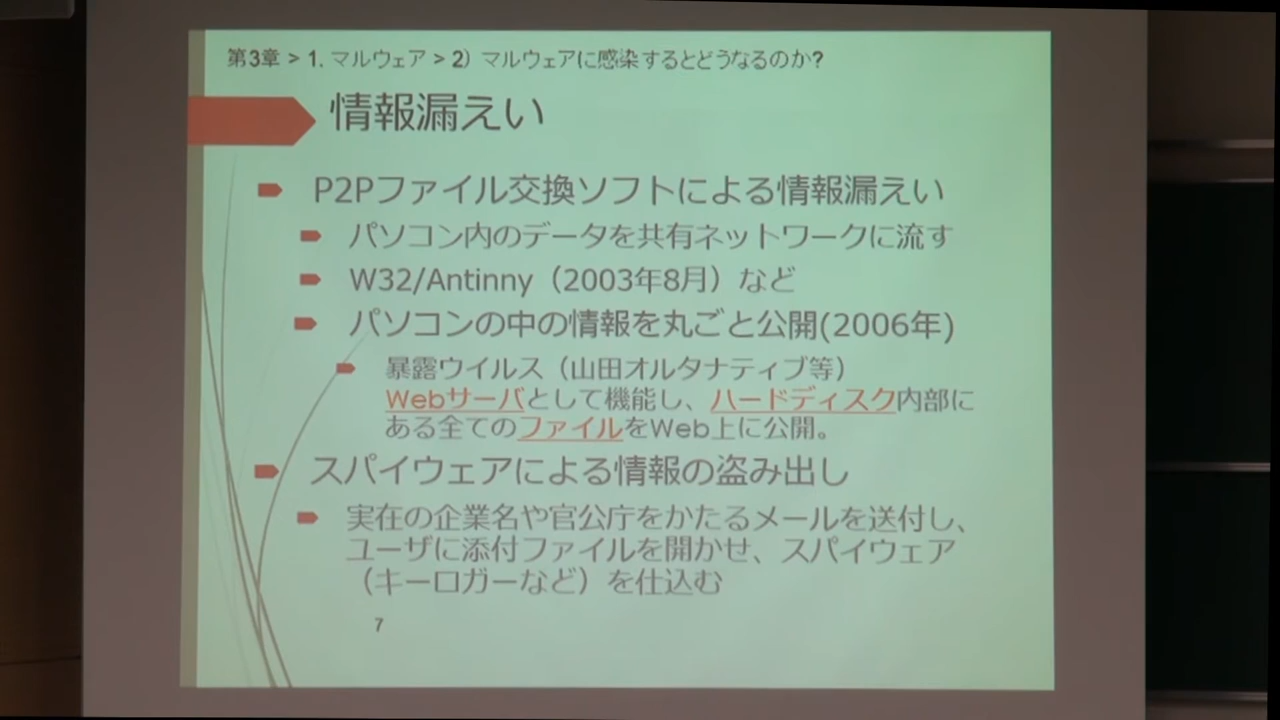 第3章 > 1. マルウェア > 2）マルウェアに感染するとどうなるのか?
情報漏えい
P2Pファイル交換ソフトによる情報漏えい
パソコン内のデータを共有ネットワークに流す
W32/Antinny（2003年8月）など
パソコンの中の情報を丸ごと公開(2006年)
暴露ウイルス（山田オルタナティブ等）
Webサーバとして機能し、ハードディスク内部に
ある全てのファイルをWeb上に公開。
スパイウェアによる情報の盗み出し
実在の企業名や官公庁をかたるメールを送付し、
ユーザに添付ファイルを開かせ、スパイウェア
（キーロガーなど）を仕込む
7